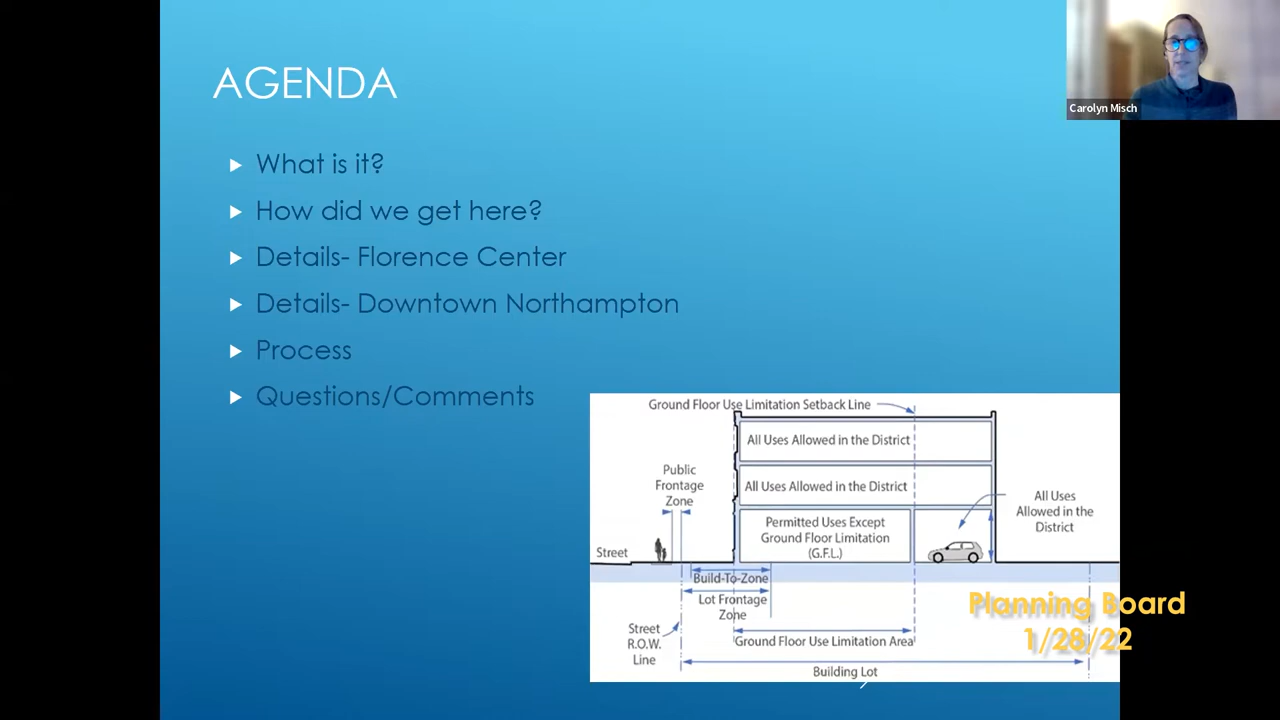 AGENDA
Carolyn Misch
What is it?
How did we get here?
Details- Florence Center
Details- Downtown Northampton
Process
Questions/Comments
Ground Floor Use Limitation Setback Line
All Uses Allowed in the District
Public
Frontage
Zone
All Uses Allowed in the District
All Uses
Allowed in the
District
Permitted Uses Except
Ground Floor Limitation
(G.F.L.)
Street
Build-To-Zone
Lot Frontage
Zone
Street
R.O.W.
Line
Ground Floor Use Limitation Area
Building Lot
Planning Board
1/28/22